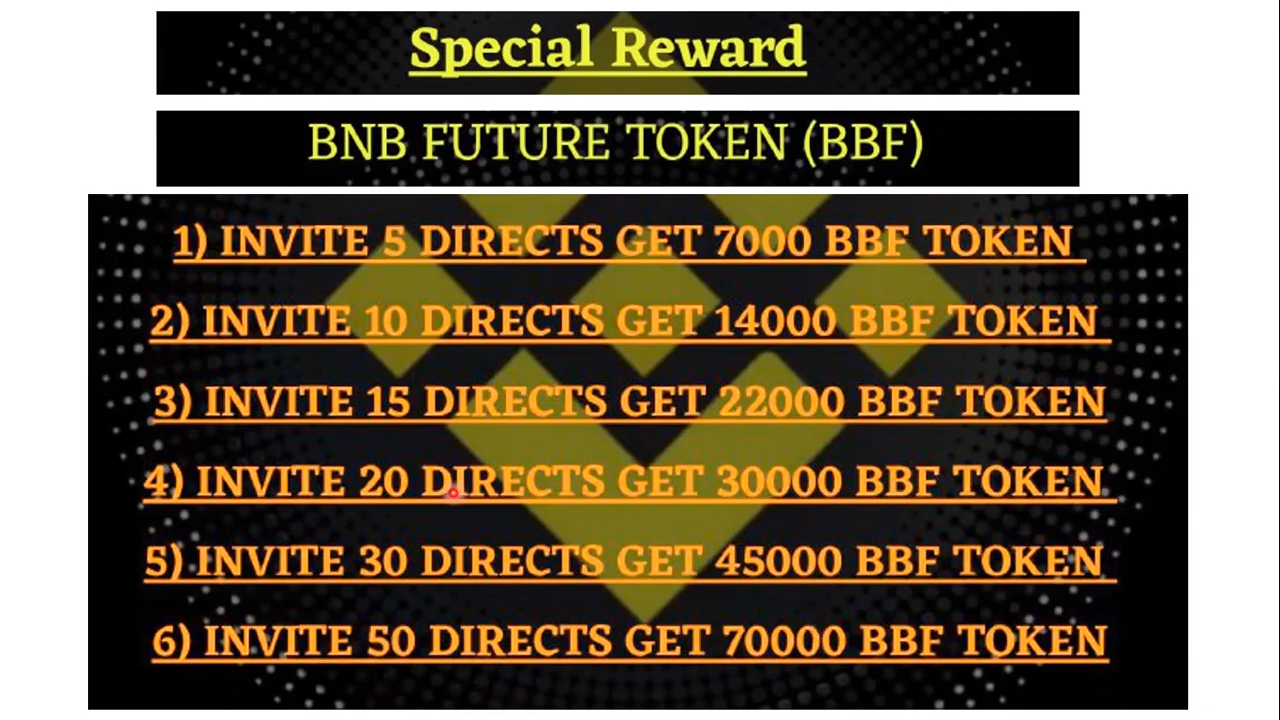 Special Reward
BNB FUTURE TOKEN (BBF)
1) INVITE 5 DIRECTS GET 7000 BBF TOKEN
2) INVITE 10 DIRECTS GET 14000 BBF TOKEN
3) INVITE 15 DIRECTS GET 22000 BBF TOKEN
4) INVITE 20 DIRECTS GET 30000 BBF TOKEN
5) INVITE 30 DIRECTS GET 45000 BBF TOKEN
6) INVITE 50 DIRECTS GET 70000 BBF TOKEN